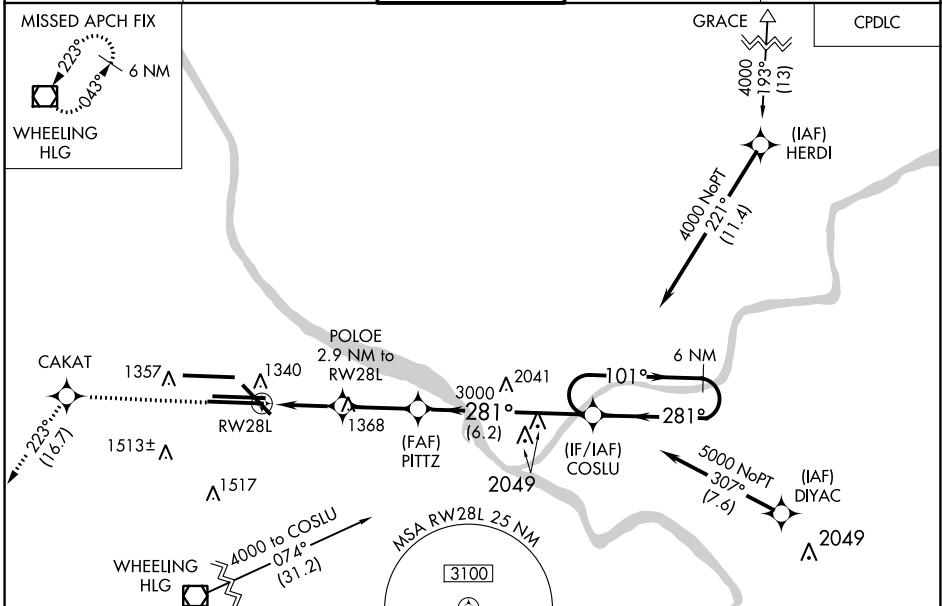 MISSED APCH FIX
223°
043°
6 NM
WHEELING
HLG
GRACE
4000
193°
(13)
CPDLC
(IAF)
HERDI
4000 NoPT
221°
(11.4)
CAKAT
1357
1340
POLOE
2.9 NM to
RW28L
3000
281°
(6.2)
2041
6 NM
101°
281°
RW28L
1368
(FAF)
PITTZ
(IF/IAF)
COSLU
223°
(16.7)
1513±
1517
2049
5000 NoPT
307°
(7.6)
(IAF)
DIYAC
2049
WHEELING
HLG
4000 to COSLU
074°
(31.2)
MSA RW28L 25 NM
3100